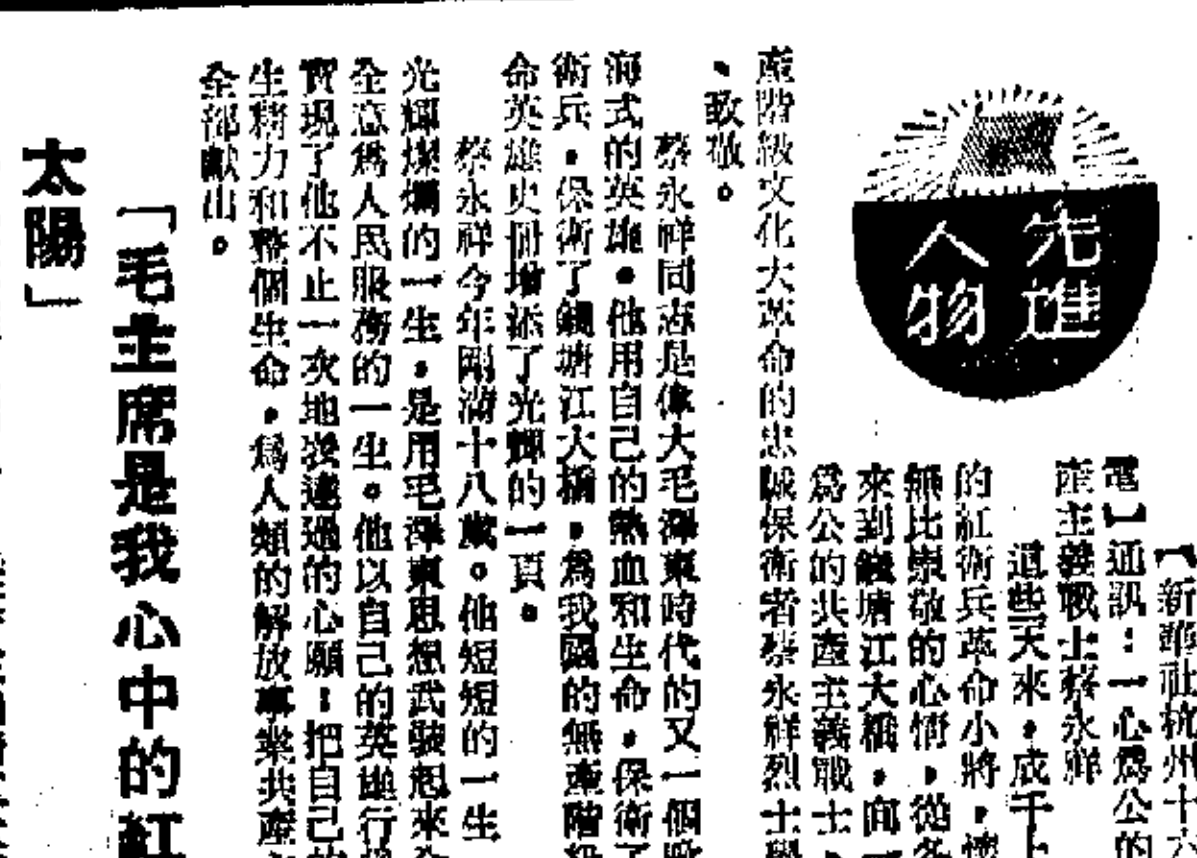 先進
人物
【新華社杭州十六
電】通訊:一心爲公的
產主義戰士蔡永祥
這些天來,成千上
的紅衛兵革命小將,懷
無比崇敬的心情,從各
來到錢塘江大橋,向「
爲公的共產主義戰士、
產階級文化大革命的忠誠保衛者蔡永祥烈士學
、致敬。
蔡永祥同志是偉大毛澤東時代的又一個歐
海式的英雄。他用自己的熱血和生命,保衛了
衛兵,保衛了錢塘江大橋,爲我國的無產階級
命英雄史冊增添了光輝的一頁。
蔡永祥今年剛滿十八歲。他短短的一生
光輝燦爛的一生,是用毛澤東思想武裝起來全
全意爲人民服務的一生。他以自己的英雄行爲
實現了他不止一次地表達過的心願:把自己的
生精力和整個生命,爲人類的解放事業共產主
全部獻出。
「毛主席是我心中的紅
太陽」